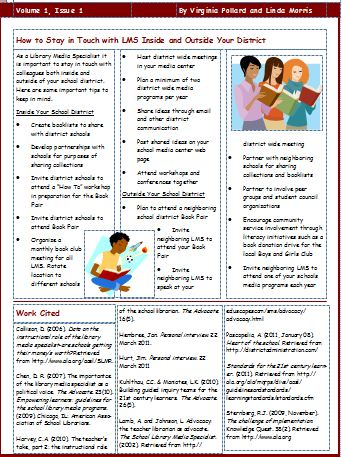 Volume 1, Issue 1
By Virginia Pollard and Linda Morris
How to Stay in Touch with LMS Inside and Outside Your District
As a Library Media Specialist it
is important to stay in touch with
colleagues both inside and
outside of your school district.
Here are some important tips to
keep in mind.
Inside Your School District
• Create booklists to share
with district schools
• Develop partnerships with
schools for purposes of
sharing collections
• Invite district schools to
attend a "How To" workshop
in preparation for the Book
Fair
• Invite district schools to
attend Book Fair
• Organize a
monthly book
club meeting for
all LMS. Rotate
location to
different schools
• Host district wide meetings
in your media center
• Plan a minimum of two
district wide media
programs per year
• Share ideas through email
and other district
communication
• Post shared ideas on your
school media center web
page
• Attend workshops and
conferences together
Outside Your School District
• Plan to attend a neighboring
school district Book Fair
• Invite
neighboring LMS to
attend your Book
Fair
• Invite
neighboring LMS to
speak at your
district wide meeting
• Partner with neighboring
schools for sharing
collections and booklists
• Partner to involve peer
groups and student council
organizations
• Encourage community
service involvement through
literacy initiatives such as a
book donation drive for the
local Boys and Girls Club
• Invite neighboring LMS to
attend one of your schools
media programs each year
Work Cited
Callison, D. (2006). Data on the
instructional role of the library
media specialist-are schools getting
their money's worth? Retrieved
from http://www.ala.org/aasl/SLMR.
Chen, D. R. (2007). The importance
of the library media specialist as a
political voice. The Advocate 23(10).
Empowering learners: guidelines for
the school library media programs.
(2009). Chicago, IL: American Asso-
ciation of School Libraries.
Harvey, C.A. (2010). The teacher's
take, part 2: the instructional role
of the school librarian. The Advocate
16(5).
Hembree, Jan. Personal interview. 22
March 2011.
Hurt, Jim. Personal interview. 22
March 2011.
Kuhlthau, C.C. & Maniotes, L.K. (2010).
Building guided inquiry teams for the
21st century learners. The Advocate
26(5).
Lamb, A. and Johnson, L. Advocacy,
the teacher librarian as advocate.
The School Library Media Specialist.
(2002). Retrieved from http://
eduscapes.com/sms/advocacy/
advocacy.html
Pascopella, A. (2011, January 08).
Heart of the school. Retrieved from
http://districtadministration.com/
Standards for the 21st century learn-
er. (2011). Retrieved from http://
ala.org/ala/mgrps/divs/aasl/
guidelinesandstandards/
learningstandards/standards.cfm
Sternberg, R.J. (2009, November).
The challenge of implementation.
Knowledge Quest. 38(2) Retrieved
from http://www.ala.org